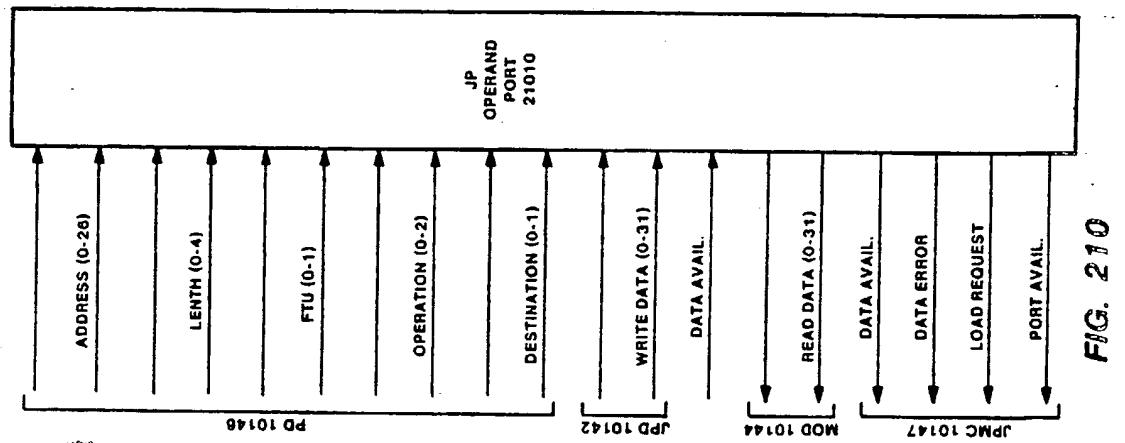 JP
OPERAND
PORT
21010
ADDRESS (0-26)
LENTH (0-4)
FTU (0-1)
OPERATION (0-2)
DESTINATION (0-1)
WRITE DATA (0-31)
DATA AVAIL.
READ DATA (0-31)
DATA AVAIL.
DATA ERROR
LOAD REQUEST
PORT AVAIL.
PD 10146
JPD 10142
MOD 10144
JPMC 10147
FIG. 210